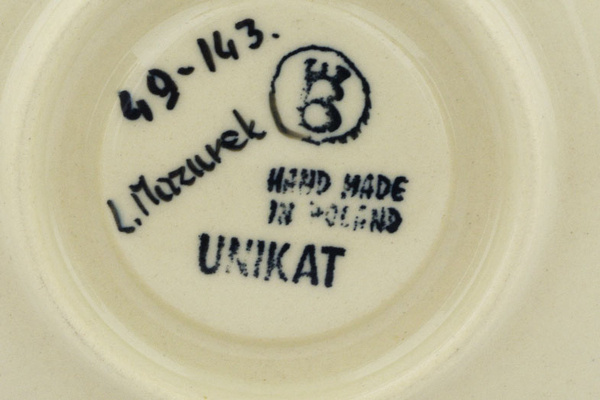 49-143.
B
L. Mazurek
HAND MADE
IN POLAND
UNIKAT